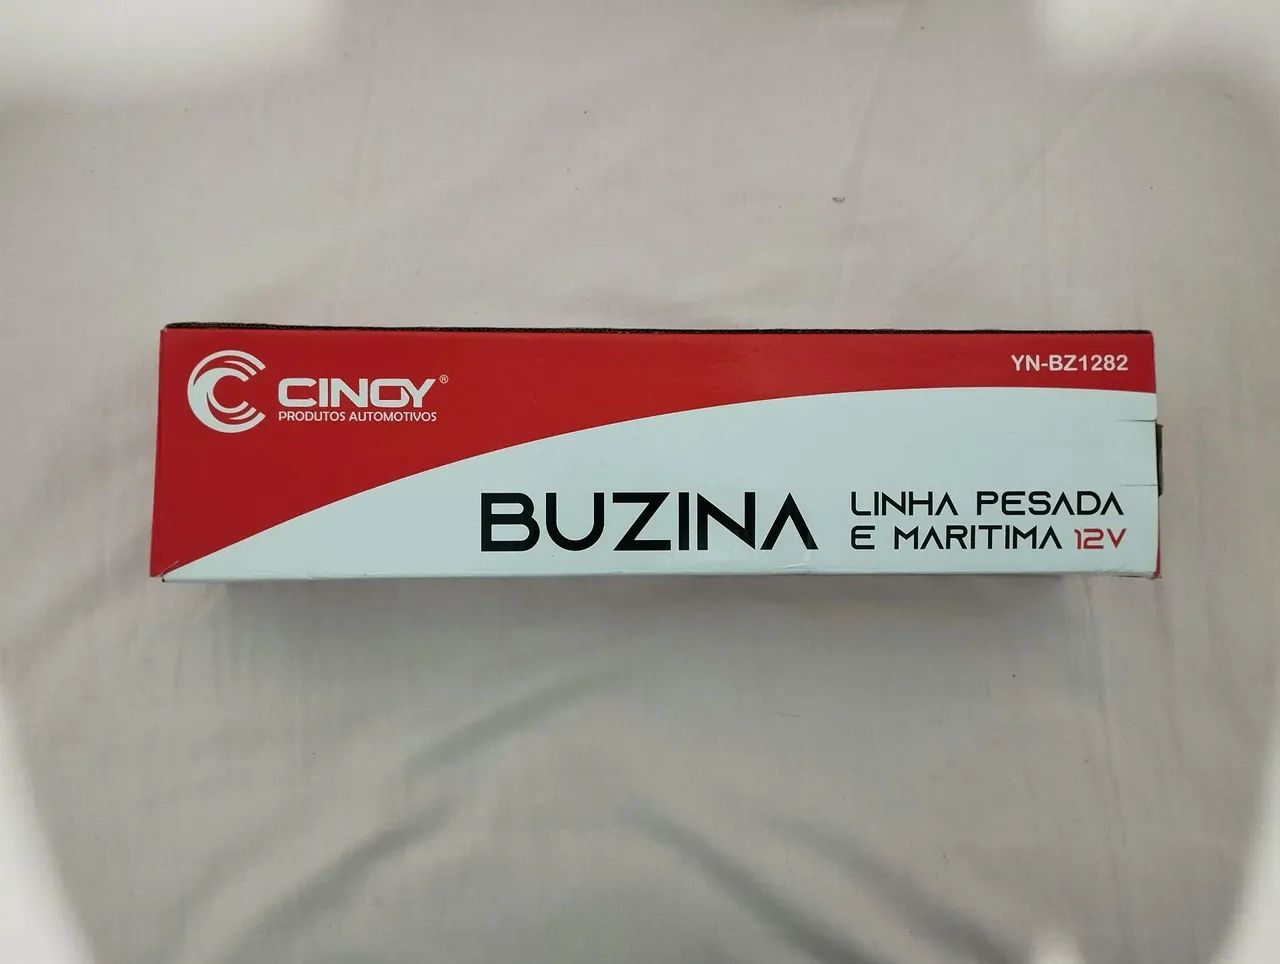 CINOY®
PRODUTOS AUTOMOTIVOS
YN-BZ1282
BUZINA
LINHA PESADA
E MARITIMA 12V